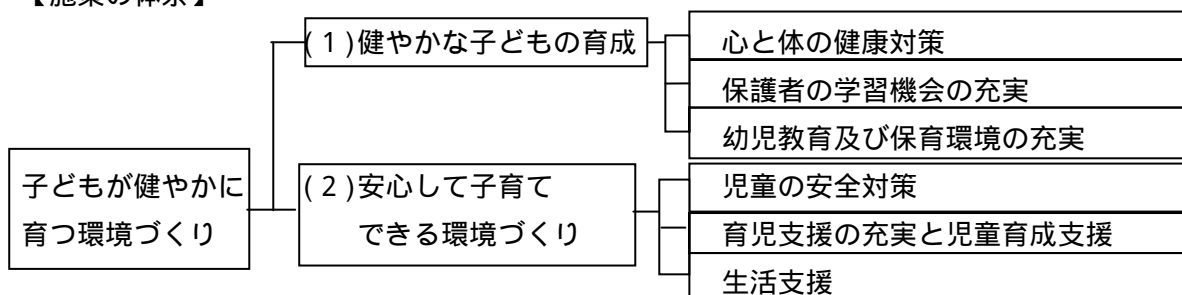 【施策の体系】
(1)健やかな子どもの育成
心と体の健康対策
保護者の学習機会の充実
幼児教育及び保育環境の充実
子どもが健やかに
育つ環境づくり
(2)安心して子育て
できる環境づくり
児童の安全対策
育児支援の充実と児童育成支援
生活支援